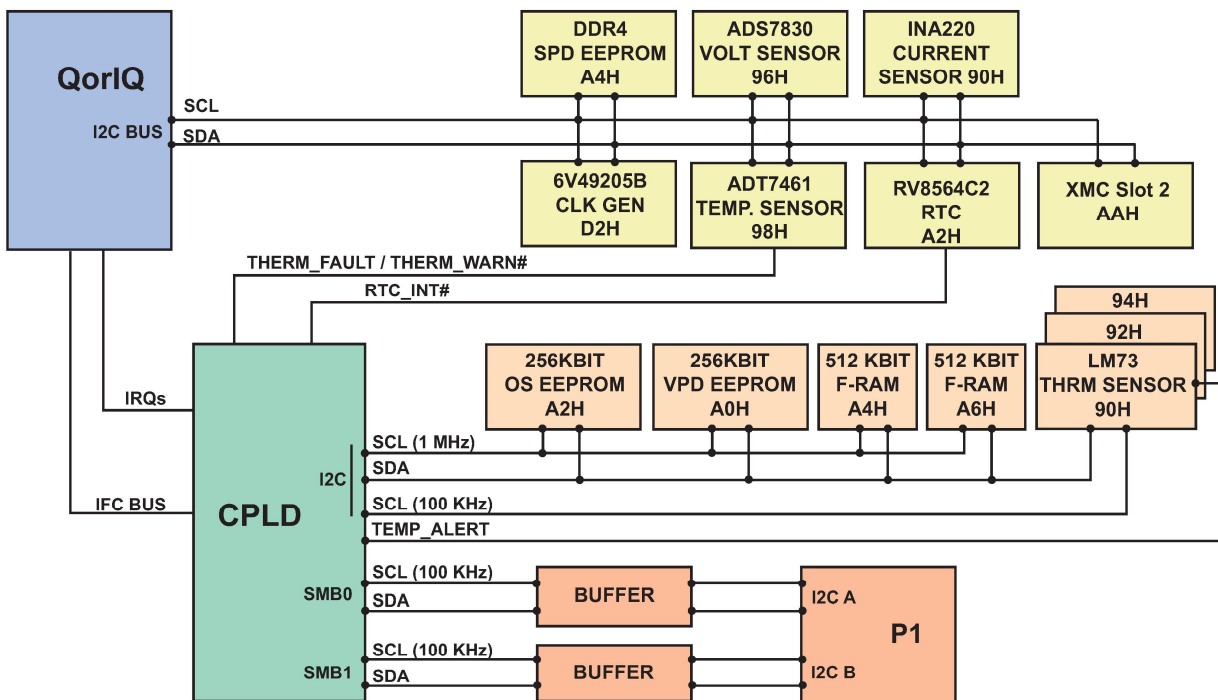 QorIQ
I2C BUS
SCL
SDA
DDR4
SPD EEPROM
A4H
ADS7830
VOLT SENSOR
96H
INA220
CURRENT
SENSOR 90H
6V49205B
CLK GEN
D2H
ADT7461
TEMP. SENSOR
98H
RV8564C2
RTC
A2H
XMC Slot 2
AAH
THERM_FAULT / THERM_WARN#
RTC_INT#
94H
92H
LM73
THRM SENSOR
90H
256KBIT
OS EEPROM
A2H
256KBIT
VPD EEPROM
A0H
512 KBIT
F-RAM
A4H
512 KBIT
F-RAM
A6H
IRQs
IFC BUS
CPLD
I2C
SCL (1 MHz)
SDA
SCL (100 KHz)
TEMP_ALERT
SMB0
SCL (100 KHz)
SDA
BUFFER
I2C A
P1
SMB1
SCL (100 KHz)
SDA
BUFFER
I2C B